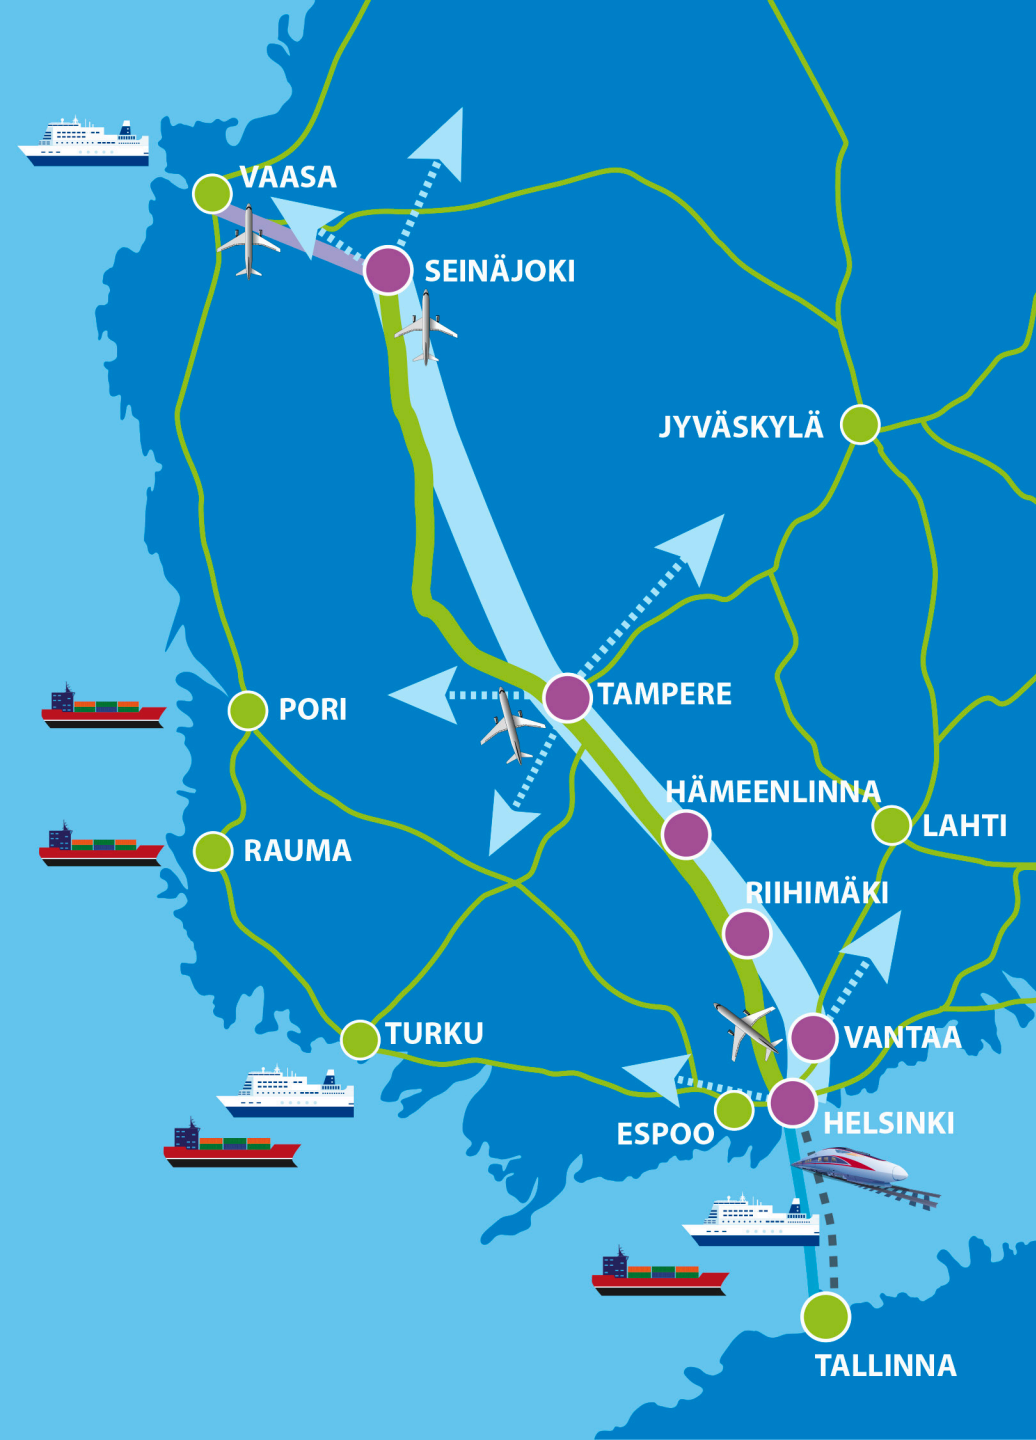 VAASA
SEINÄJOKI
JYVÄSKYLÄ
TAMPERE
PORI
HÄMEENLINNA
LAHTI
RAUMA
RIIHIMÄKI
TURKU
VANTAA
HELSINKI
ESPOO
TALLINNA